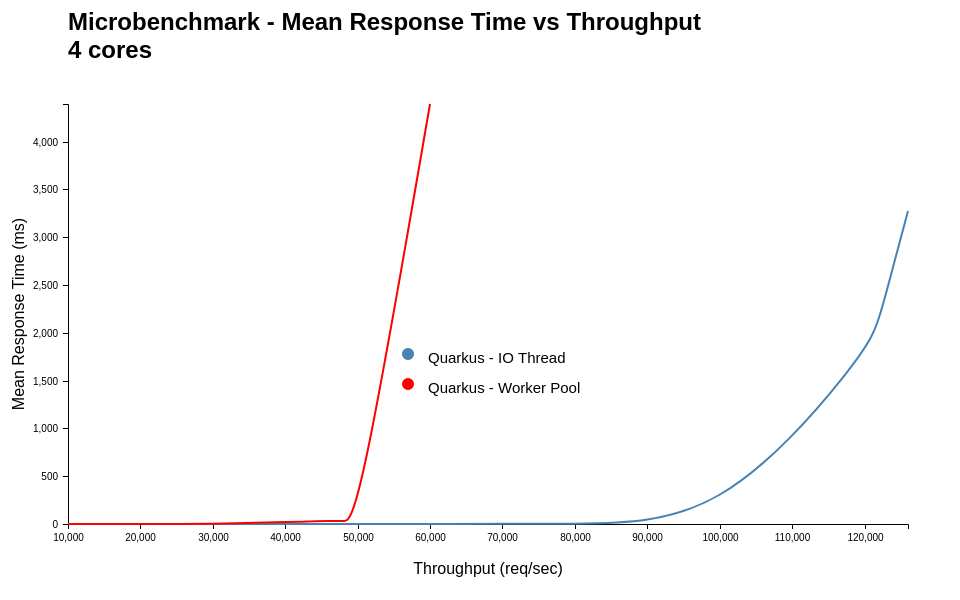 Microbenchmark - Mean Response Time vs Throughput
4 cores
Mean Response Time (ms)
4,000
3,500
3,000
2,500
2,000
1,500
1,000
500
0
Quarkus - IO Thread
Quarkus - Worker Pool
10,000 20,000 30,000 40,000 50,000 60,000 70,000 80,000 90,000 100,000 110,000 120,000
Throughput (req/sec)